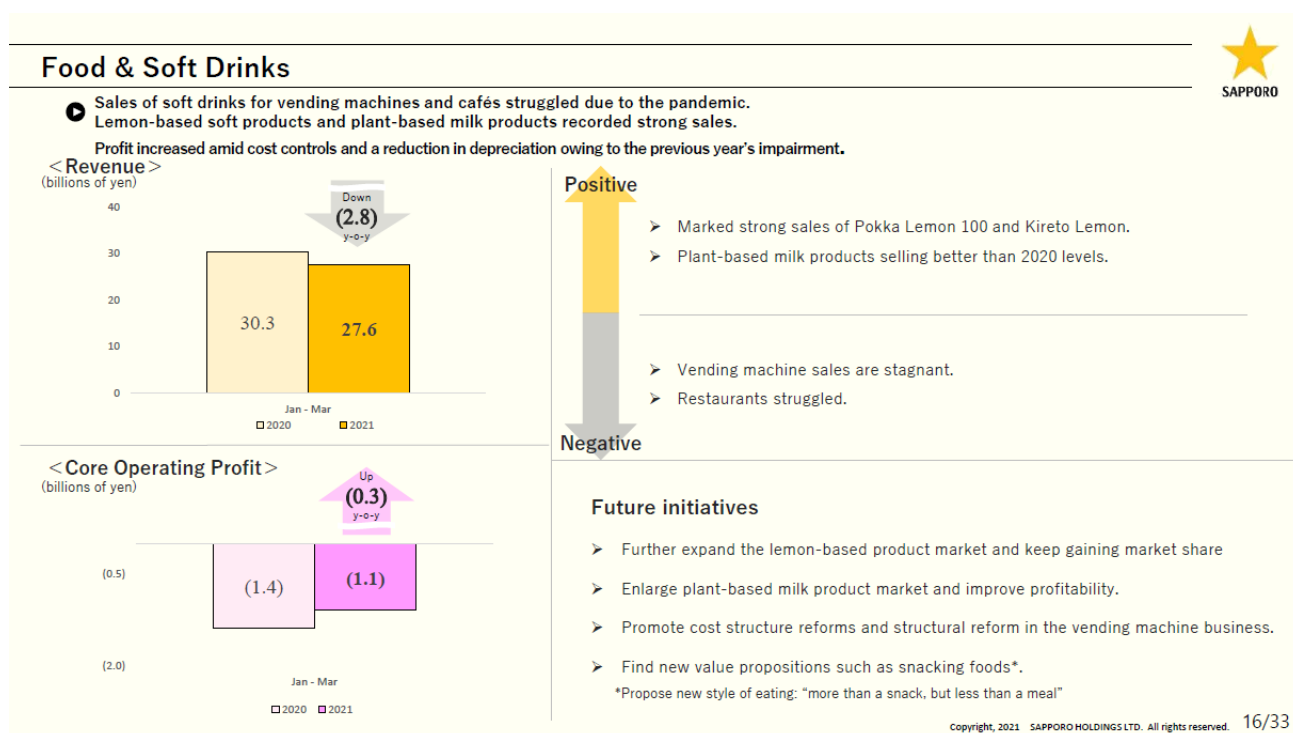 SAPPORO
Food & Soft Drinks
Sales of soft drinks for vending machines and cafés struggled due to the pandemic.
Lemon-based soft products and plant-based milk products recorded strong sales.
Profit increased amid cost controls and a reduction in depreciation owing to the previous year's impairment.
<Revenue>
(billions of yen)
Down
(2.8)
y-o-y
40
30
20
10
0
30.3
27.6
Jan - Mar
2020
2021
Positive
➢ Marked strong sales of Pokka Lemon 100 and Kireto Lemon.
➢ Plant-based milk products selling better than 2020 levels.
➢ Vending machine sales are stagnant.
➢ Restaurants struggled.
Negative
<Core Operating Profit>
(billions of yen)
Up
(0.3)
y-o-y
(0.5)
(2.0)
(1.4)
(1.1)
Jan - Mar
2020
2021
Future initiatives
➢ Further expand the lemon-based product market and keep gaining market share
➢ Enlarge plant-based milk product market and improve profitability.
➢ Promote cost structure reforms and structural reform in the vending machine business.
➢ Find new value propositions such as snacking foods*.
*Propose new style of eating: "more than a snack, but less than a meal"
Copyright, 2021 SAPPORO HOLDINGS LTD. All rights reserved.
16/33